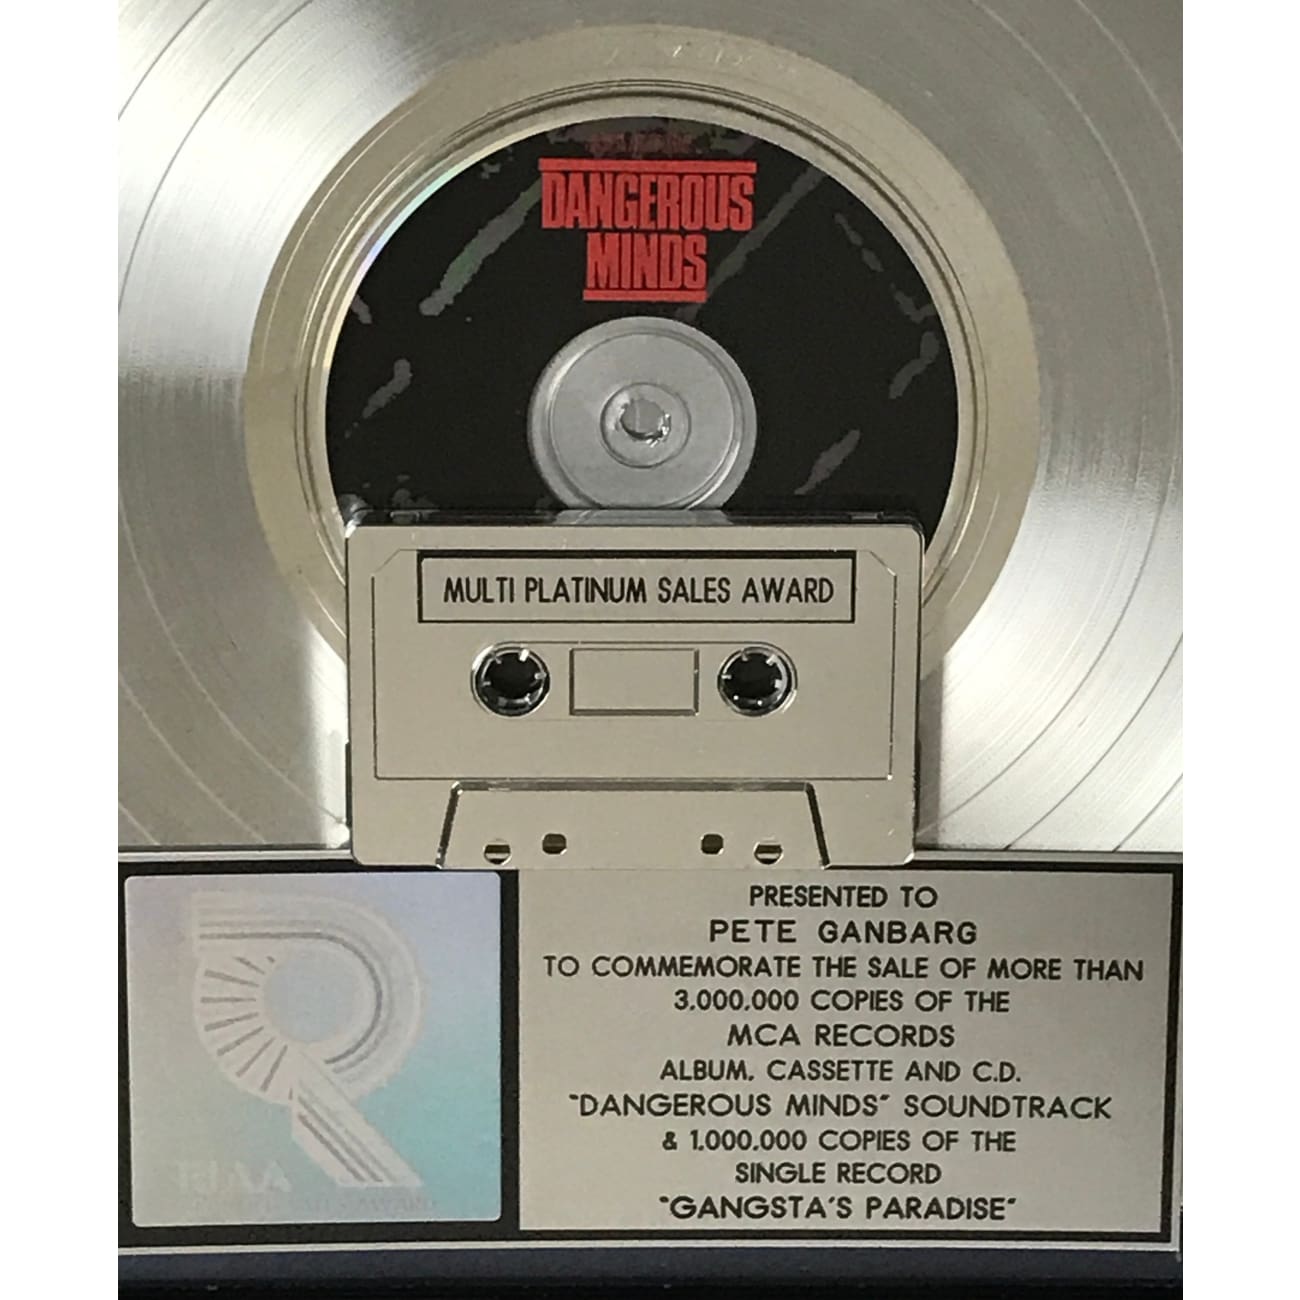 DANGEROUS
MINDS
MULTI PLATINUM SALES AWARD
PRESENTED TO
PETE GANBARG
TO COMMEMORATE THE SALE OF MORE THAN
3.000.000 COPIES OF THE
MCA RECORDS
ALBUM, CASSETTE AND C.D.
"DANGEROUS MINDS" SOUNDTRACK
& 1.000.000 COPIES OF THE
SINGLE RECORD
"GANGSTA'S PARADISE"